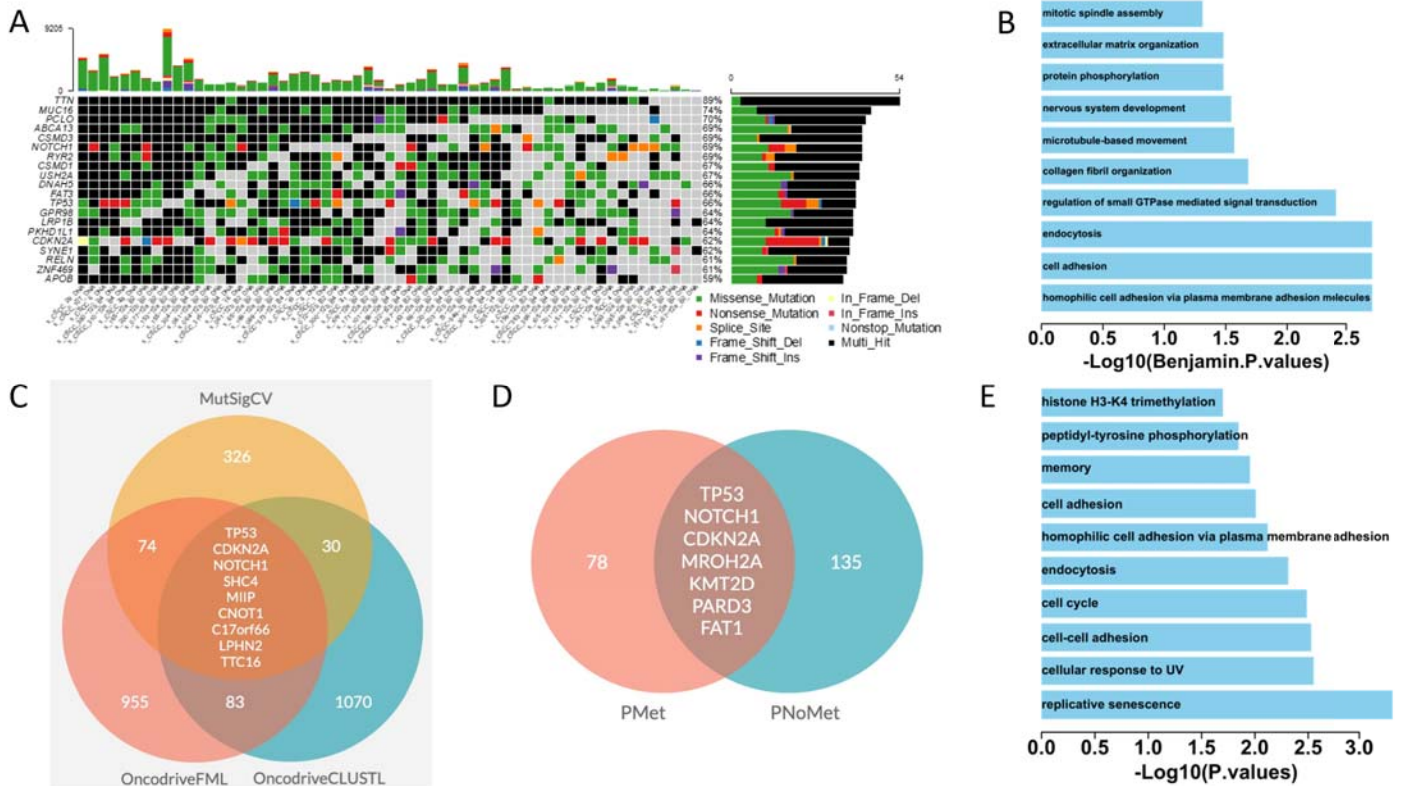 A
9205
0
0
54
TTN 89%
MUC16 74%
PCLO 70%
ABCA13 69%
CSMD3 69%
NOTCH1 69%
RYR2 69%
CSMD1 67%
USH2A 67%
DNAH5 66%
FAT3 66%
TP53 66%
GPR98 64%
LRP1B 64%
PKHD1L1 64%
CDKN2A 62%
SYNE1 62%
RELN 61%
ZNF469 61%
APOB 59%
Missense_Mutation
Nonsense_Mutation
Splice_Site
Frame_Shift_Del
Frame_Shift_Ins
In_Frame_Del
In_Frame_Ins
Nonstop_Mutation
Multi_Hit
B
mitotic spindle assembly
extracellular matrix organization
protein phosphorylation
nervous system development
microtubule-based movement
collagen fibril organization
regulation of small GTPase mediated signal transduction
endocytosis
cell adhesion
homophilic cell adhesion via plasma membrane adhesion molecules
0.0 0.5 1.0 1.5 2.0 2.5
-Log10(Benjamin.P.values)
C
MutSigCV
326
74
30
TP53
CDKN2A
NOTCH1
SHC4
MIIP
CNOT1
C17orf66
LPHN2
TTC16
955
83
1070
OncodriveFML
OncodriveCLUSTL
D
TP53
NOTCH1
CDKN2A
MROH2A
KMT2D
PARD3
FAT1
78
135
PMet
PNoMet
E
histone H3-K4 trimethylation
peptidyl-tyrosine phosphorylation
memory
cell adhesion
homophilic cell adhesion via plasma membrane adhesion
endocytosis
cell cycle
cell-cell adhesion
cellular response to UV
replicative senescence
0.0 0.5 1.0 1.5 2.0 2.5 3.0
-Log10(P.values)